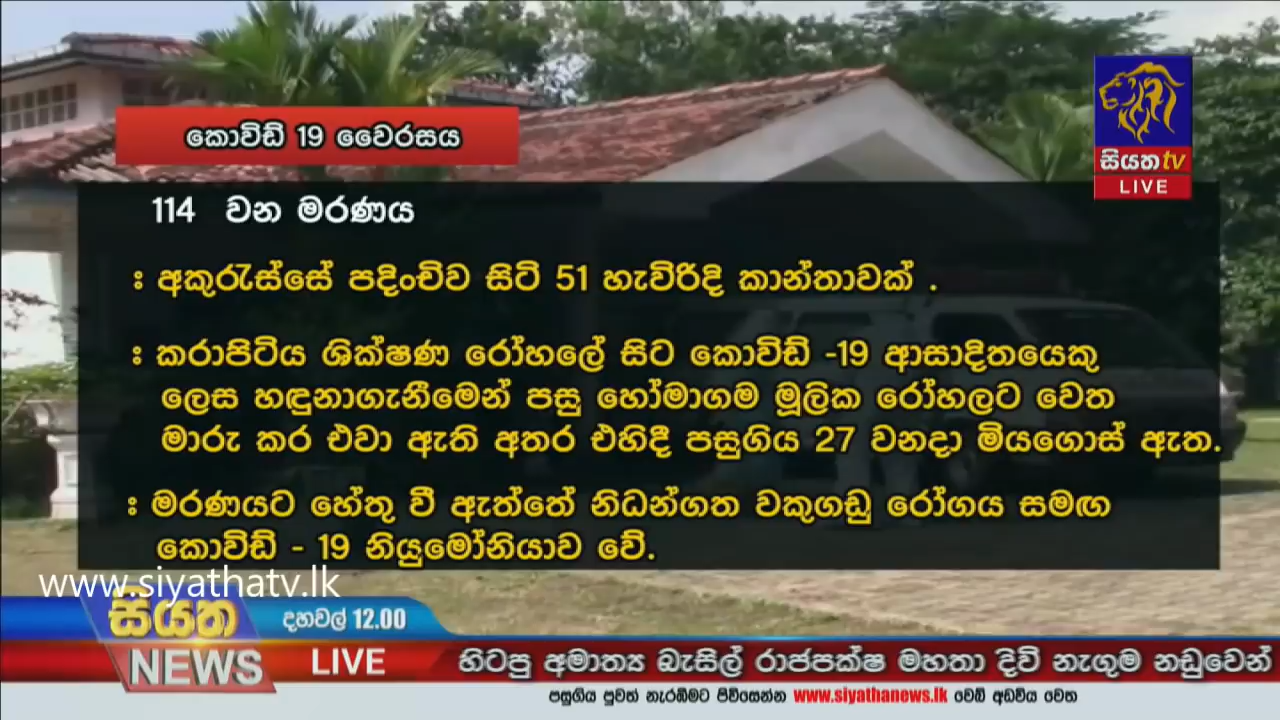 කොවිඩ් 19 වෛරසය
සියත tv
LIVE
114 වන මරණය
: අකුරැස්සේ පදිංචිව සිටි 51 හැවිරිදි කාන්තාවක් .
: කරාපිටිය ශික්ෂණ රෝහලේ සිට කොවිඩ් -19 ආසාදිතයෙකු
ලෙස හඳුනාගැනීමෙන් පසු හෝමාගම මූලික රෝහලට වෙත
මාරු කර එවා ඇති අතර එහිදී පසුගිය 27 වනදා මියගොස් ඇත.
: මරණයට හේතු වී ඇත්තේ නිධන්ගත වකුගඩු රෝගය සමඟ
කොවිඩ් - 19 නියුමෝනියාව වේ.
www.siyathatv.lk
සියත දහවල් 12.00
NEWS LIVE හිටපු අමාත්‍ය බැසිල් රාජපක්ෂ මහතා දිවි නැගුම නඩුවෙන්
පසුගිය පුවත් නැරඹීමට පිවිසෙන්න www.siyathanews.lk වෙබ් අඩවිය වෙත